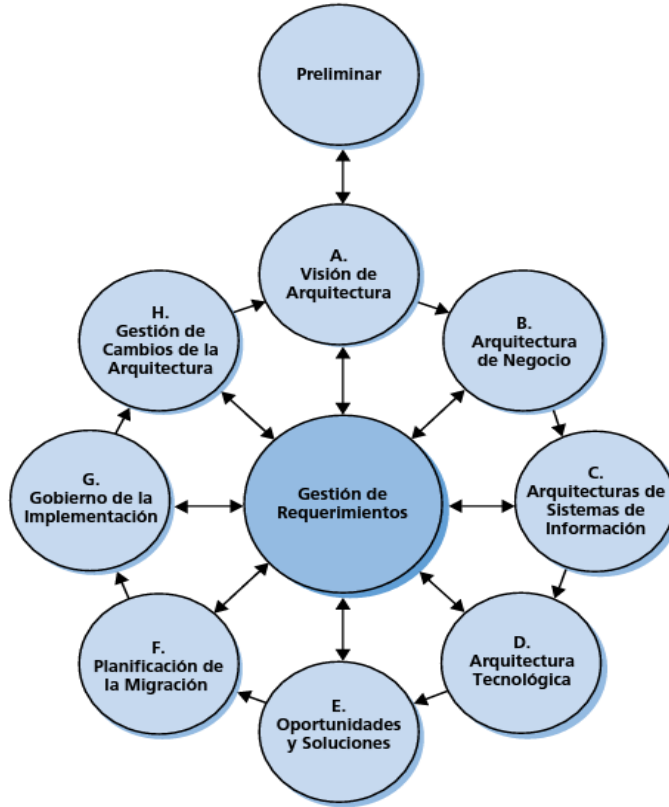 Preliminar
A.
Visión de
Arquitectura
B.
Arquitectura
de Negocio
C.
Arquitecturas de
Sistemas de
Información
D.
Arquitectura
Tecnológica
E.
Oportunidades
y Soluciones
F.
Planificación de
la Migración
G.
Gobierno de la
Implementación
H.
Gestión de
Cambios de la
Arquitectura
Gestión de
Requerimientos